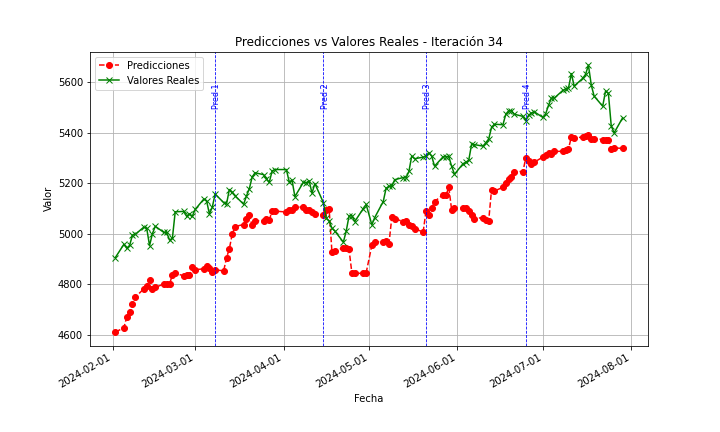 Predicciones vs Valores Reales - Iteración 34
Predicciones
Valores Reales
Pred 1
Pred 2
Pred 3
Pred 4
Valor
5600
5400
5200
5000
4800
4600
2024-02-01
2024-03-01
2024-04-01
2024-05-01
2024-06-01
2024-07-01
2024-08-01
Fecha